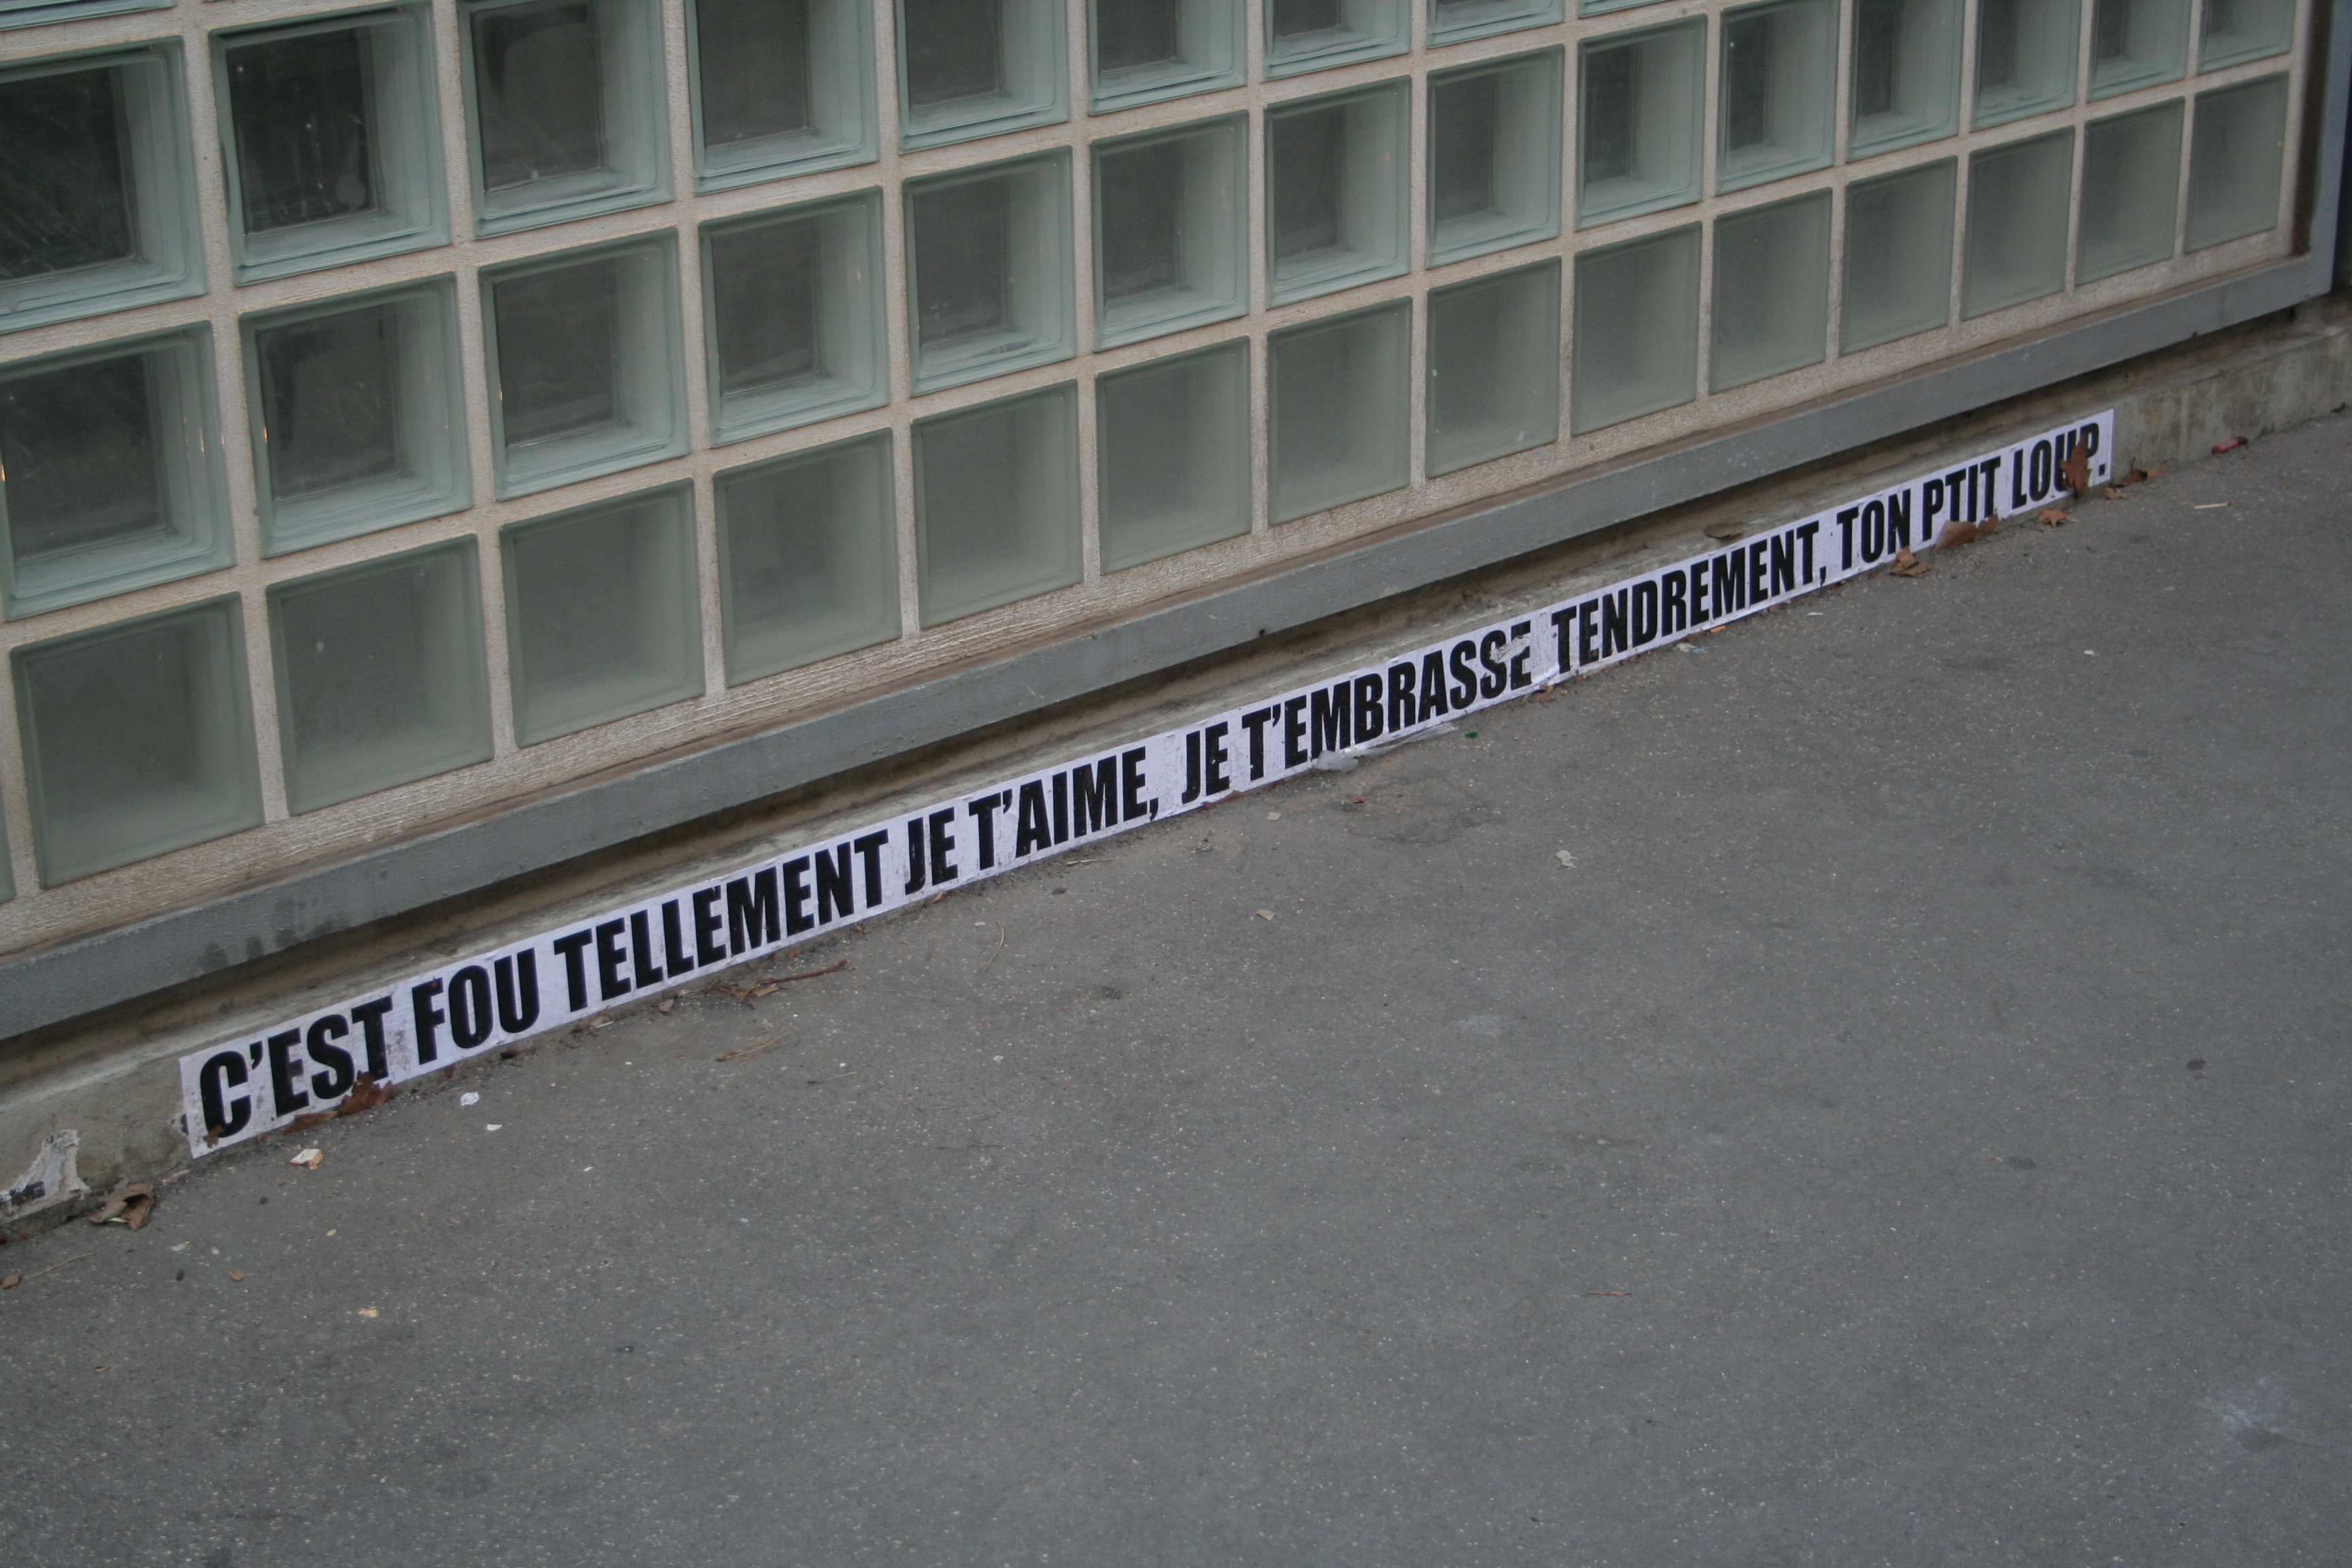 C'EST FOU TELLEMENT JE T'AIME, JE T'EMBRASSE TENDREMENT, TON PTIT LOUP.